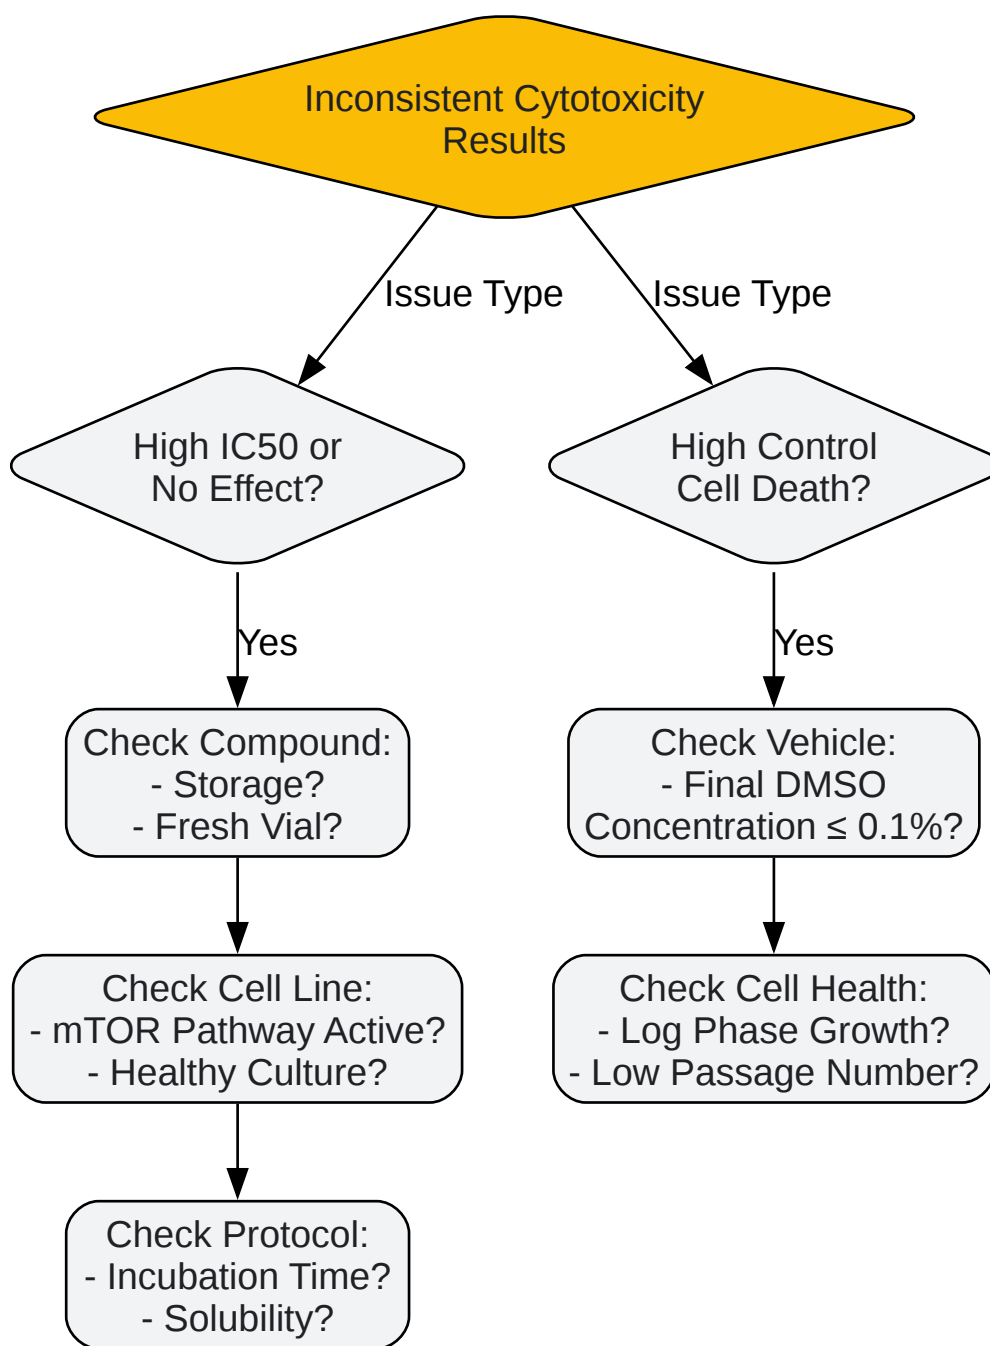 Inconsistent Cytotoxicity
Results
Issue Type
Issue Type
High IC50 or
No Effect?
High Control
Cell Death?
Yes
Yes
Check Compound:
- Storage?
- Fresh Vial?
Check Vehicle:
- Final DMSO
Concentration ≤ 0.1%?
Check Cell Line:
- mTOR Pathway Active?
- Healthy Culture?
Check Cell Health:
- Log Phase Growth?
- Low Passage Number?
Check Protocol:
- Incubation Time?
- Solubility?